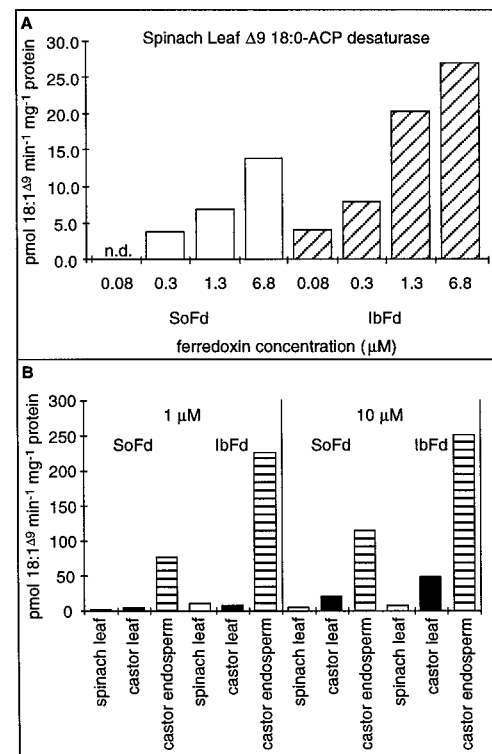 A
Spinach Leaf Δ9 18:0-ACP desaturase
pmol 18:1Δ9 min-1 mg-1 protein
30.0
25.0
20.0
15.0
10.0
5.0
0.0
n.d.
0.08 0.3 1.3 6.8 0.08 0.3 1.3 6.8
SoFd IbFd
ferredoxin concentration (μM)
B
pmol 18:1Δ9 min-1 mg-1 protein
300
250
200
150
100
50
0
1 μM 10 μM
SoFd IbFd SoFd IbFd
spinach leaf
castor leaf
castor endosperm
spinach leaf
castor leaf
castor endosperm
spinach leaf
castor leaf
castor endosperm
spinach leaf
castor leaf
castor endosperm